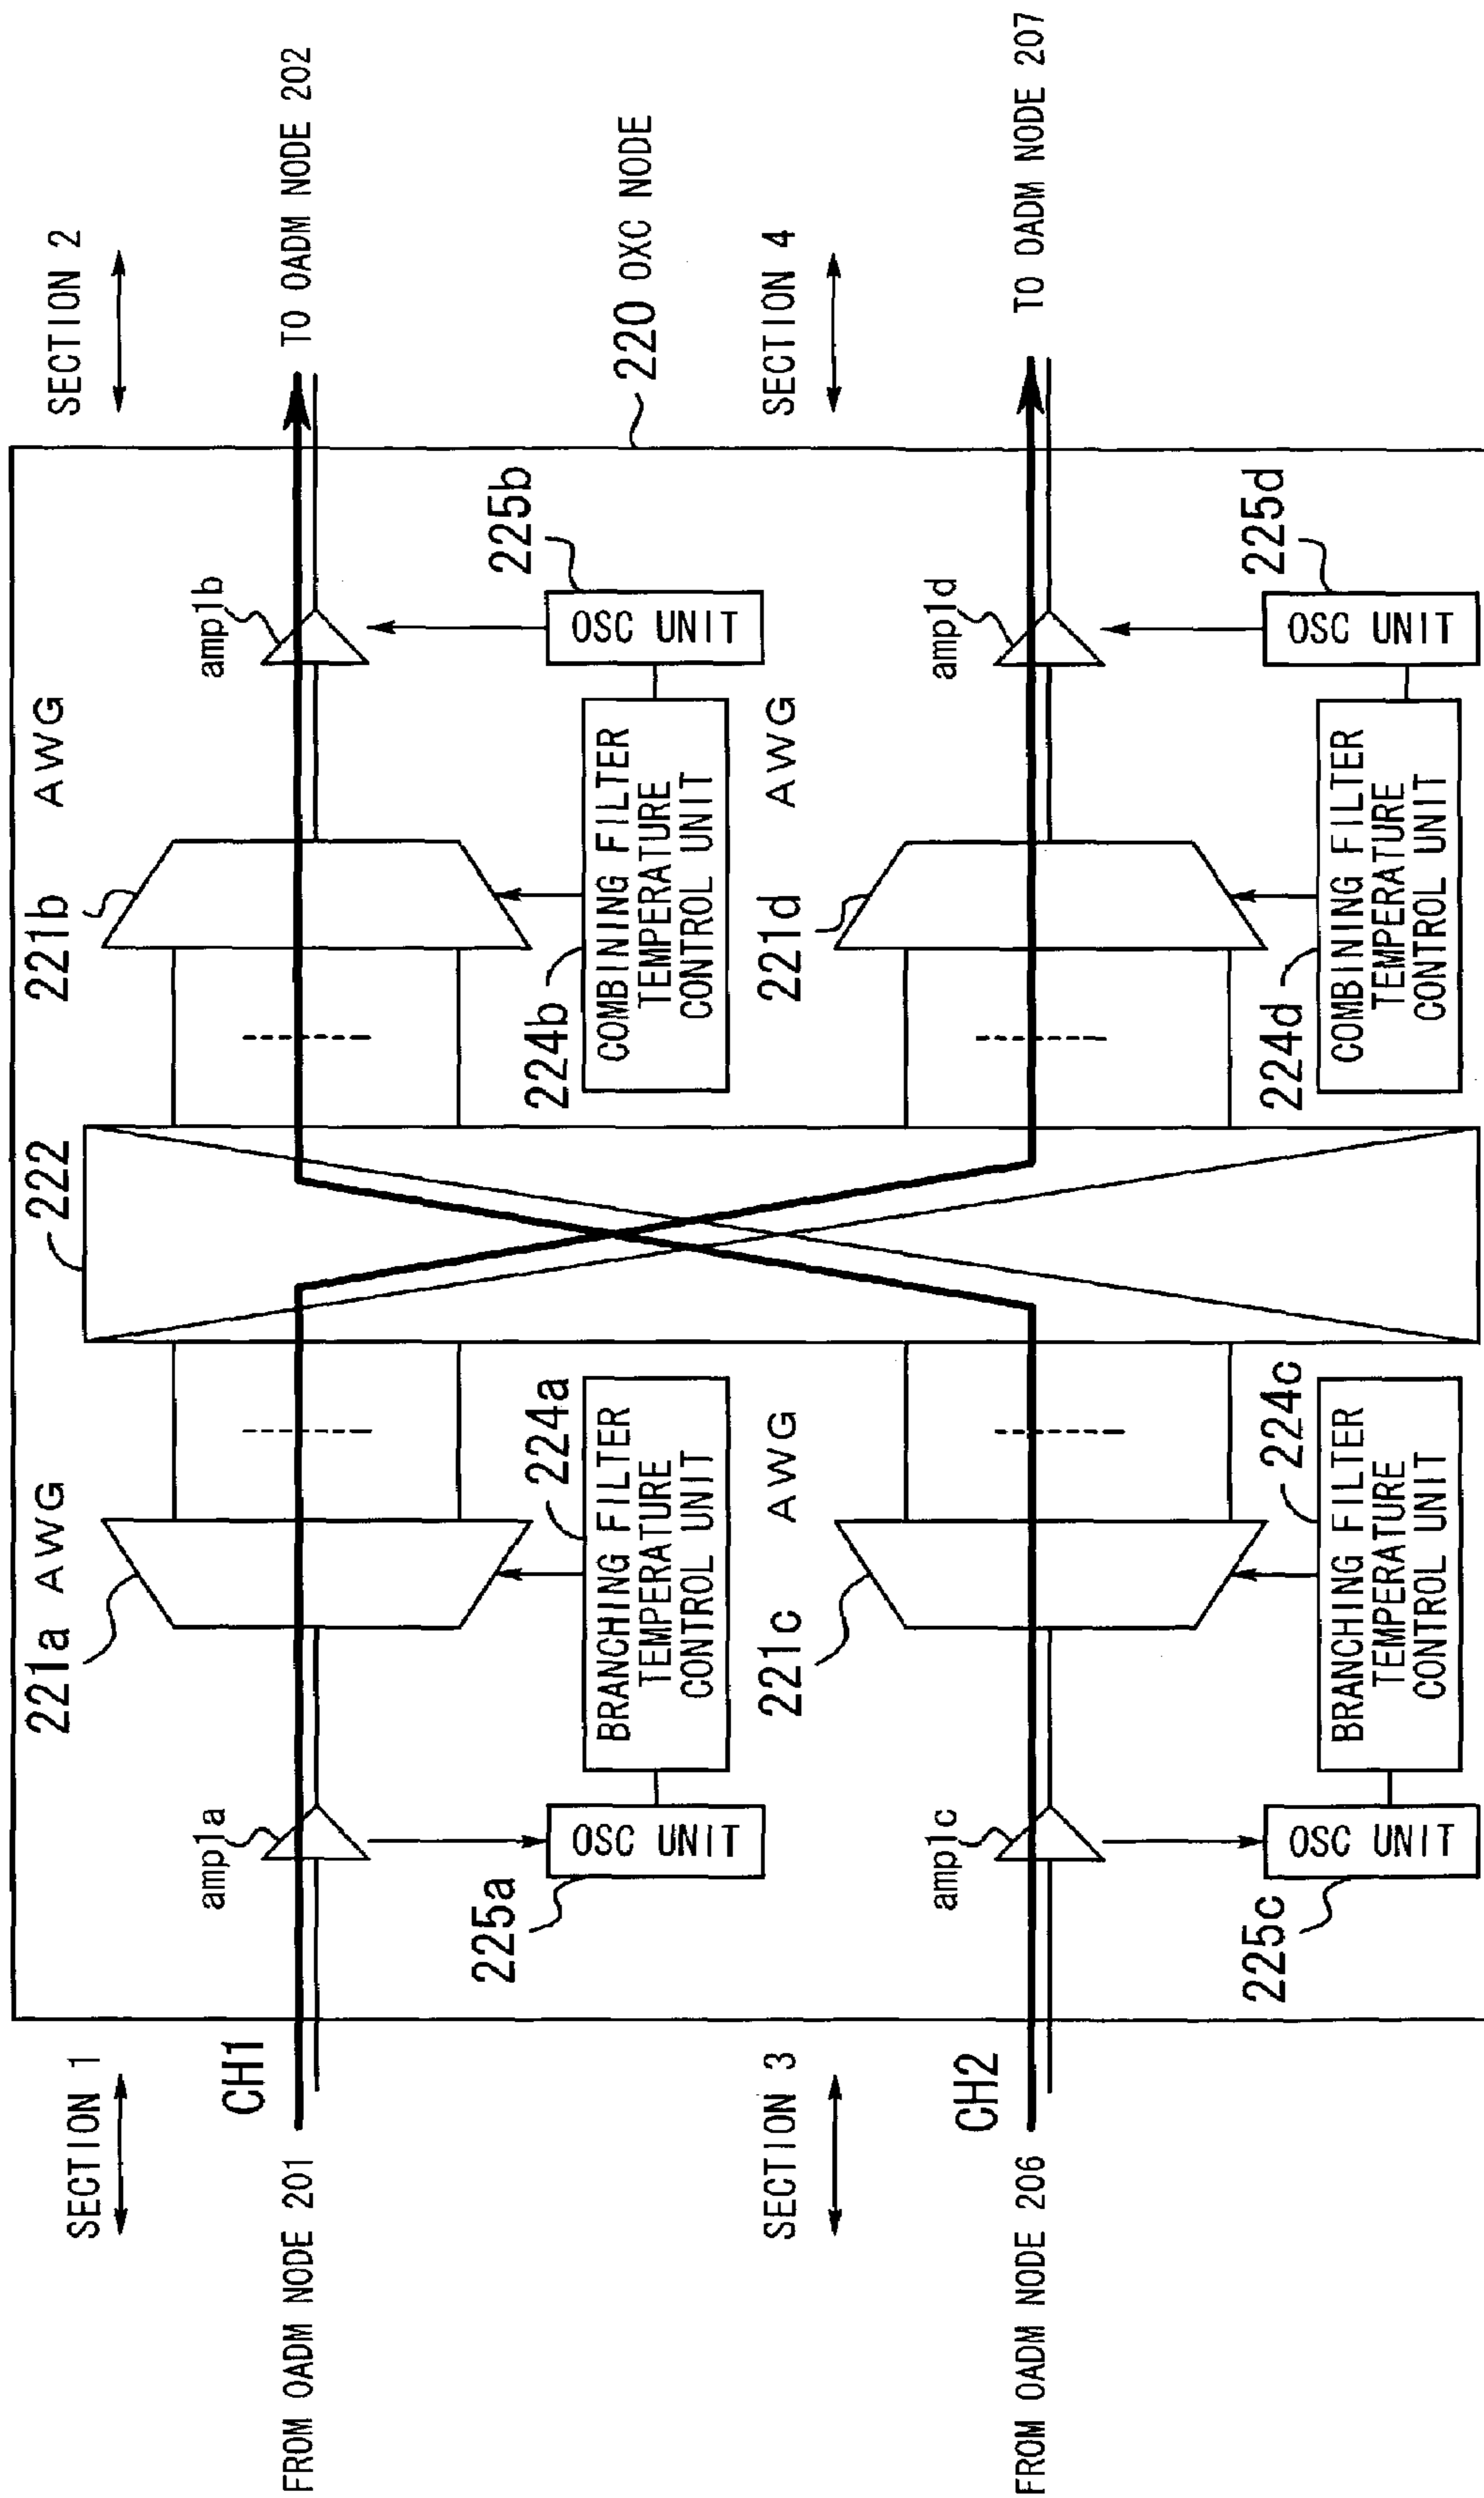 SECTION 1
SECTION 2
221a AWG
222
221b AWG
CH1
amp1a
amp1b
FROM OADM NODE 201
TO OADM NODE 202
225a
OSC UNIT
224a
BRANCHING FILTER
TEMPERATURE
CONTROL UNIT
224b
COMBINING FILTER
TEMPERATURE
CONTROL UNIT
225b
OSC UNIT
220 OXC NODE
SECTION 3
SECTION 4
221c AWG
221d AWG
CH2
amp1c
amp1d
FROM OADM NODE 206
TO OADM NODE 207
225c
OSC UNIT
224c
BRANCHING FILTER
TEMPERATURE
CONTROL UNIT
224d
COMBINING FILTER
TEMPERATURE
CONTROL UNIT
225d
OSC UNIT